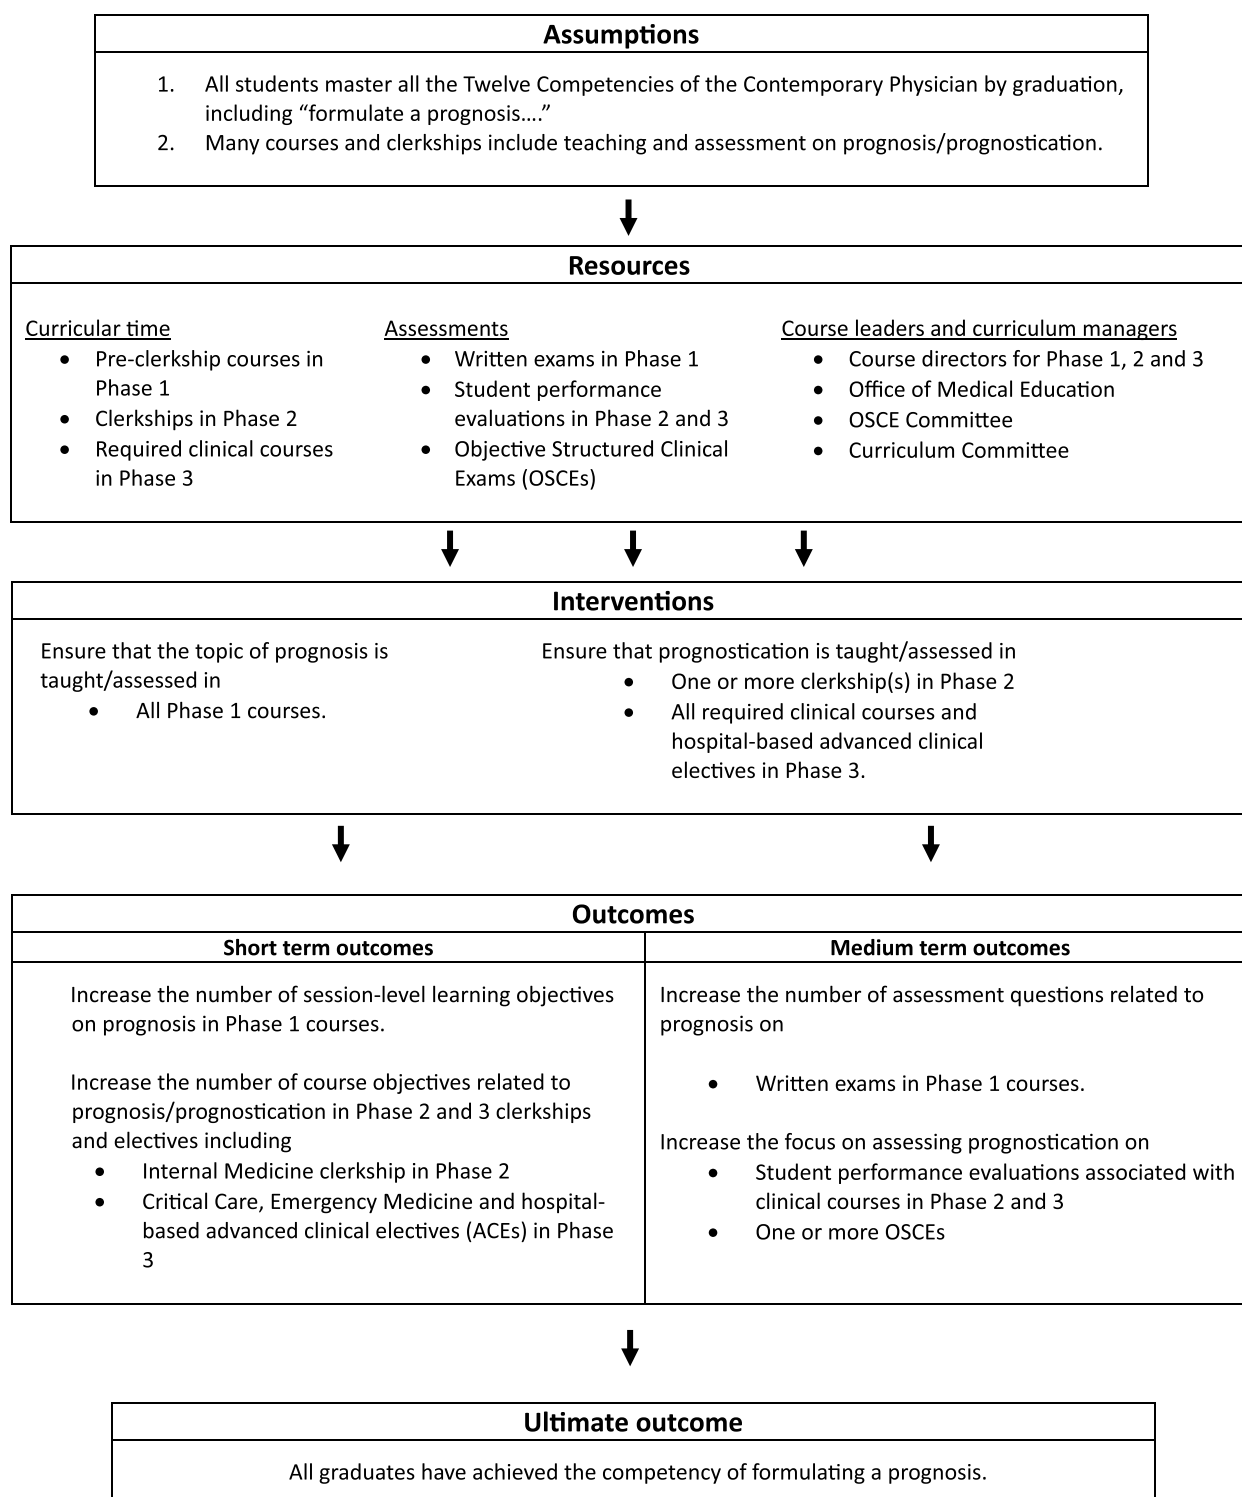 Assumptions
1. All students master all the Twelve Competencies of the Contemporary Physician by graduation,
including “formulate a prognosis….”
2. Many courses and clerkships include teaching and assessment on prognosis/prognostication.
Resources
Curricular time
• Pre-clerkship courses in
Phase 1
• Clerkships in Phase 2
• Required clinical courses
in Phase 3
Assessments
• Written exams in Phase 1
• Student performance
evaluations in Phase 2 and 3
• Objective Structured Clinical
Exams (OSCEs)
Course leaders and curriculum managers
• Course directors for Phase 1, 2 and 3
• Office of Medical Education
• OSCE Committee
• Curriculum Committee
Interventions
Ensure that the topic of prognosis is
taught/assessed in
• All Phase 1 courses.
Ensure that prognostication is taught/assessed in
• One or more clerkship(s) in Phase 2
• All required clinical courses and
hospital-based advanced clinical
electives in Phase 3.
Outcomes
Short term outcomes
Increase the number of session-level learning objectives
on prognosis in Phase 1 courses.
Increase the number of course objectives related to
prognosis/prognostication in Phase 2 and 3 clerkships
and electives including
• Internal Medicine clerkship in Phase 2
• Critical Care, Emergency Medicine and hospital-
based advanced clinical electives (ACEs) in Phase
3
Medium term outcomes
Increase the number of assessment questions related to
prognosis on
• Written exams in Phase 1 courses.
Increase the focus on assessing prognostication on
• Student performance evaluations associated with
clinical courses in Phase 2 and 3
• One or more OSCEs
Ultimate outcome
All graduates have achieved the competency of formulating a prognosis.